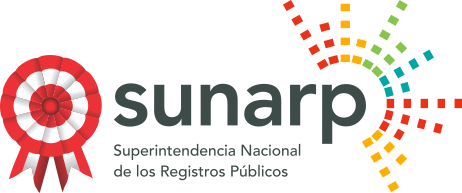 sunarp
Superintendencia Nacional
de los Registros Públicos